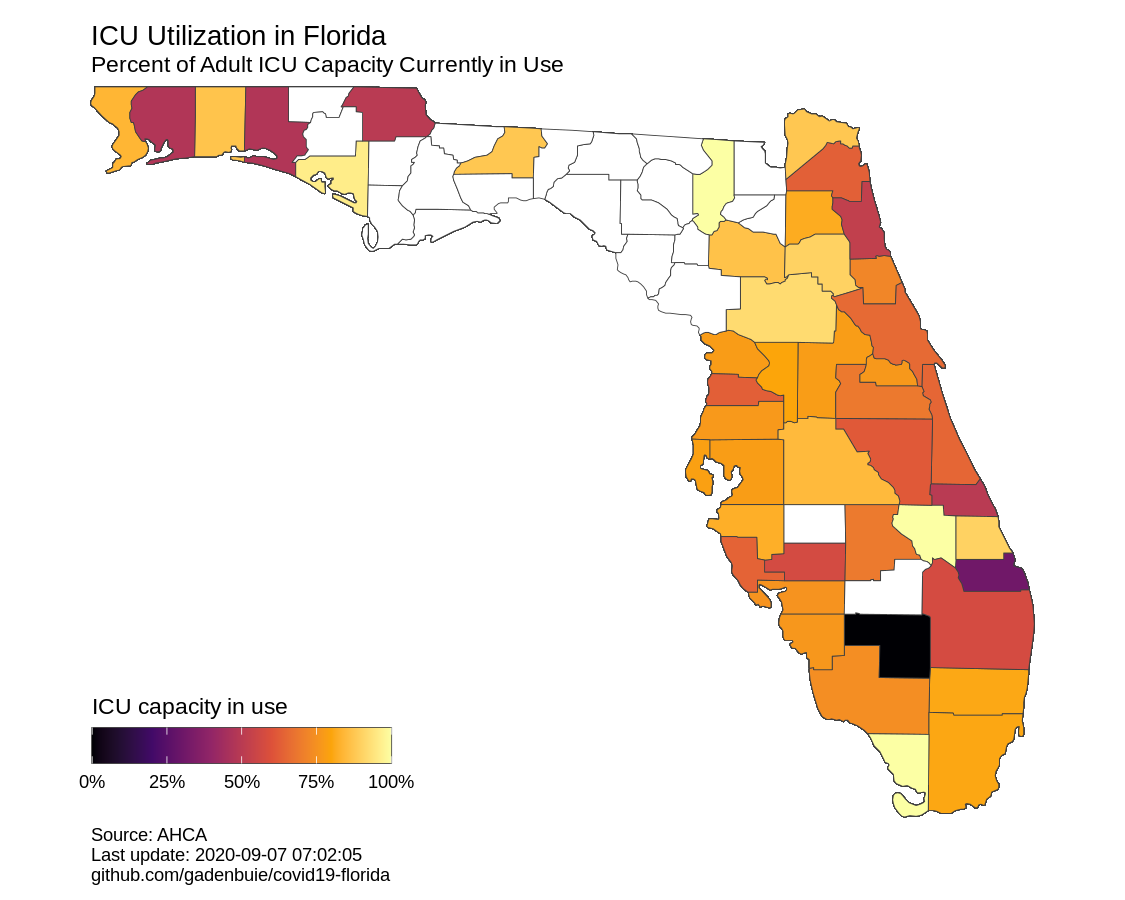 ICU Utilization in Florida
Percent of Adult ICU Capacity Currently in Use
ICU capacity in use
0% 25% 50% 75% 100%
Source: AHCA
Last update: 2020-09-07 07:02:05
github.com/gadenbuie/covid19-florida